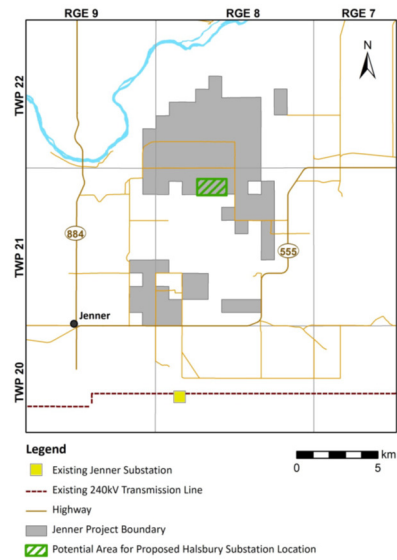 RGE 9 RGE 8 RGE 7
TWP 22
N
TWP 21
884
555
Jenner
TWP 20
Legend
0 5 km
Existing Jenner Substation
Existing 240kV Transmission Line
Highway
Jenner Project Boundary
Potential Area for Proposed Halsbury Substation Location